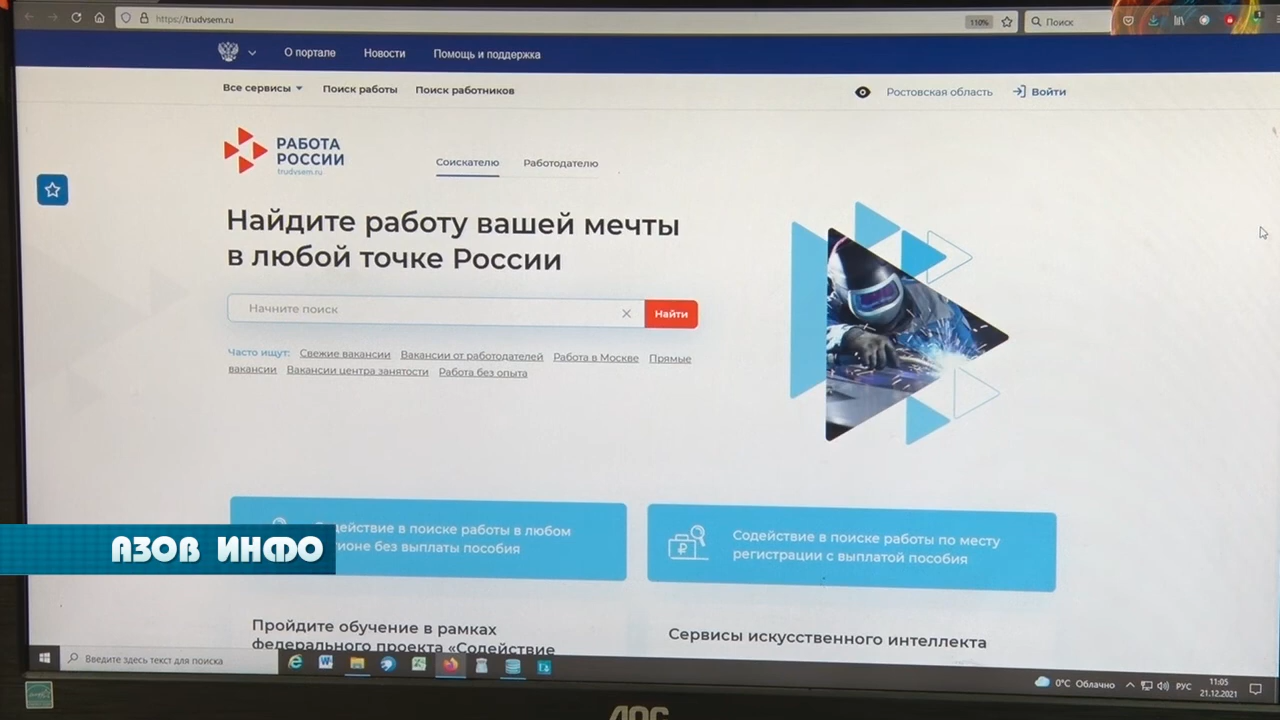 https://trudvsem.ru
110%
Поиск
О портале
Новости
Помощь и поддержка
Все сервисы
Поиск работы
Поиск работников
Ростовская область
Войти
РАБОТА
РОССИИ
trudvsem.ru
Соискателю
Работодателю
Найдите работу вашей мечты
в любой точке России
Начните поиск
Найти
Часто ищут: Свежие вакансии Вакансии от работодателей Работа в Москве Прямые
вакансии Вакансии центра занятости Работа без опыта
в поиске работы в любом
без выплаты пособия
Содействие в поиске работы по месту
регистрации с выплатой пособия
АЗОВ ИНФО
Пройдите обучение в рамках
федерального проекта «Содействие
Сервисы искусственного интеллекта
Введите здесь текст для поиска
0°C Облачно
РУС
11:05
21.12.2021
AOC